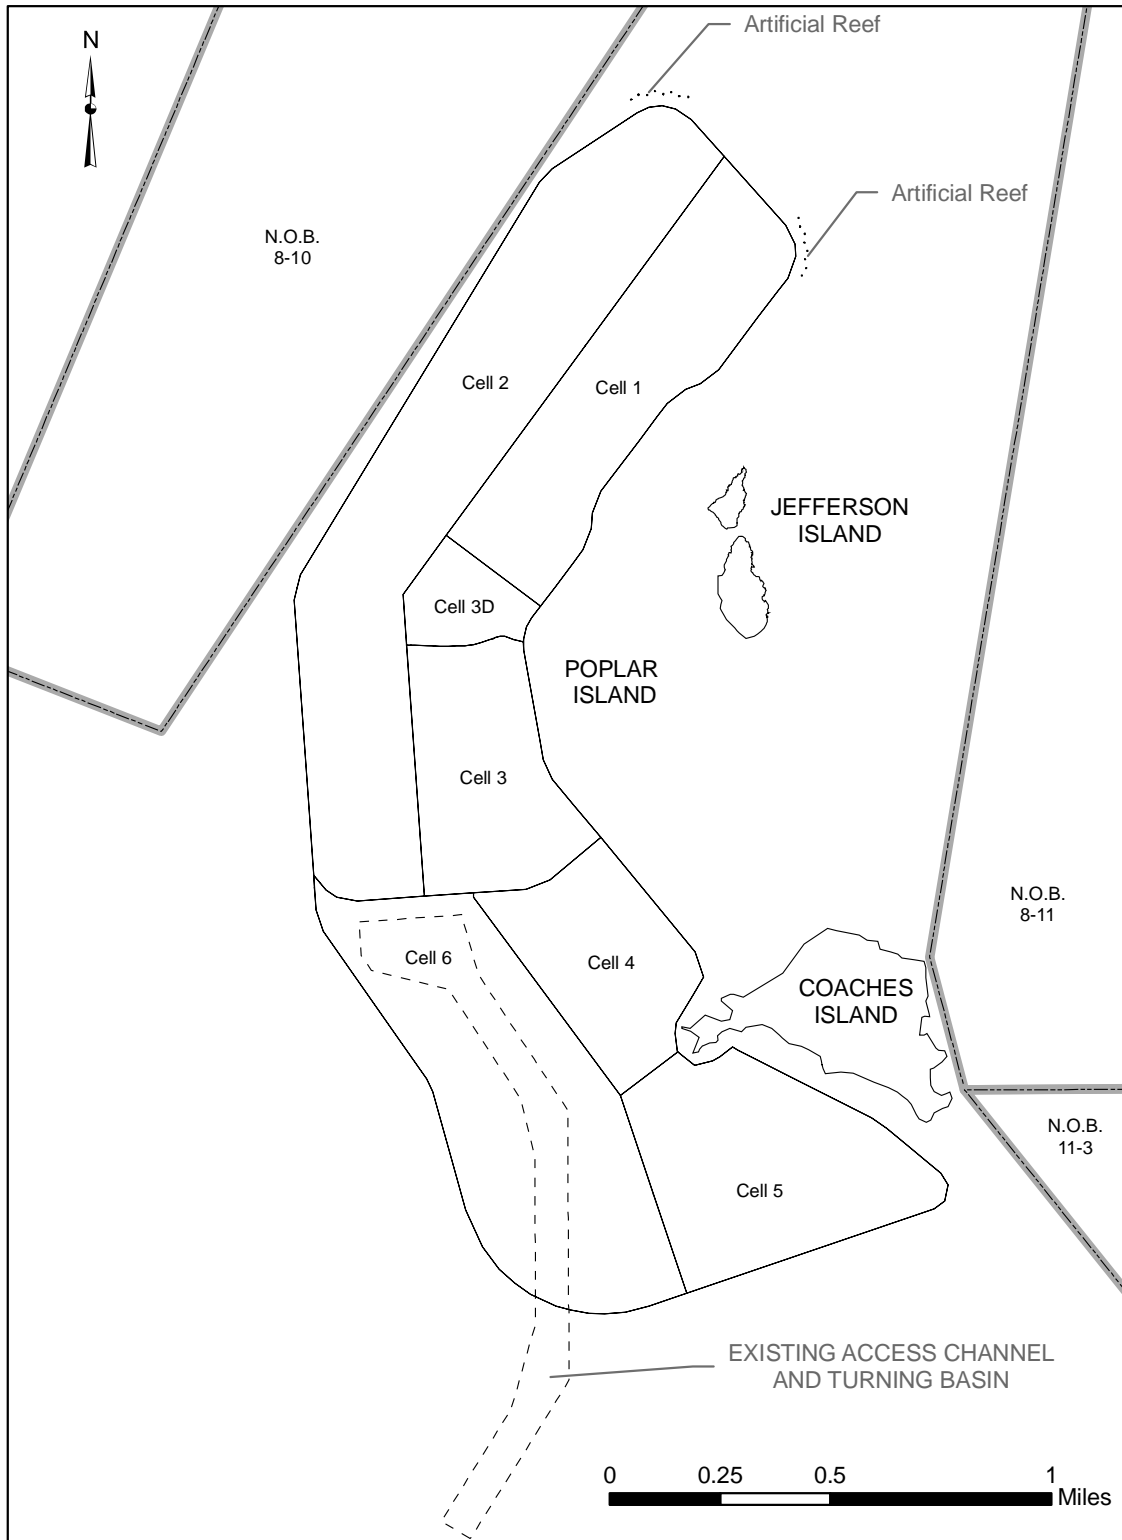 Artificial Reef
N
Artificial Reef
N.O.B.
8-10
Cell 2
Cell 1
JEFFERSON
ISLAND
Cell 3D
POPLAR
ISLAND
Cell 3
N.O.B.
8-11
Cell 6
Cell 4
COACHES
ISLAND
N.O.B.
11-3
Cell 5
EXISTING ACCESS CHANNEL
AND TURNING BASIN
0 0.25 0.5 1
Miles